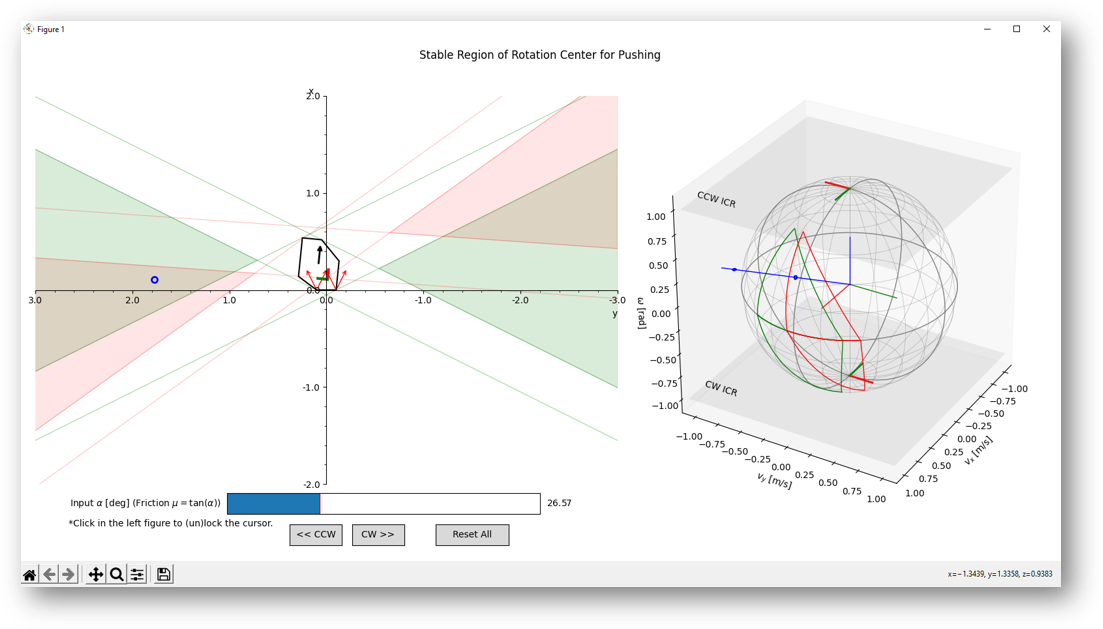 Figure 1
Stable Region of Rotation Center for Pushing
x
2.0
1.0
3.0
2.0
1.0
0.0
0.0
-1.0
-2.0
-3.0
y
-1.0
-2.0
CCW ICR
CW ICR
1.00
0.75
0.50
0.25
0.00
−0.25
−0.50
−0.75
−1.00
ω [rad]
−1.00
−0.75
−0.50
−0.25
0.00
0.25
0.50
0.75
1.00
vy [m/s]
−1.00
−0.75
−0.50
−0.25
0.00
0.25
0.50
0.75
1.00
vx [m/s]
Input α [deg] (Friction μ = tan(α))
26.57
*Click in the left figure to (un)lock the cursor.
<< CCW
CW >>
Reset All
x=−1.3439, y=1.3358, z=0.9383